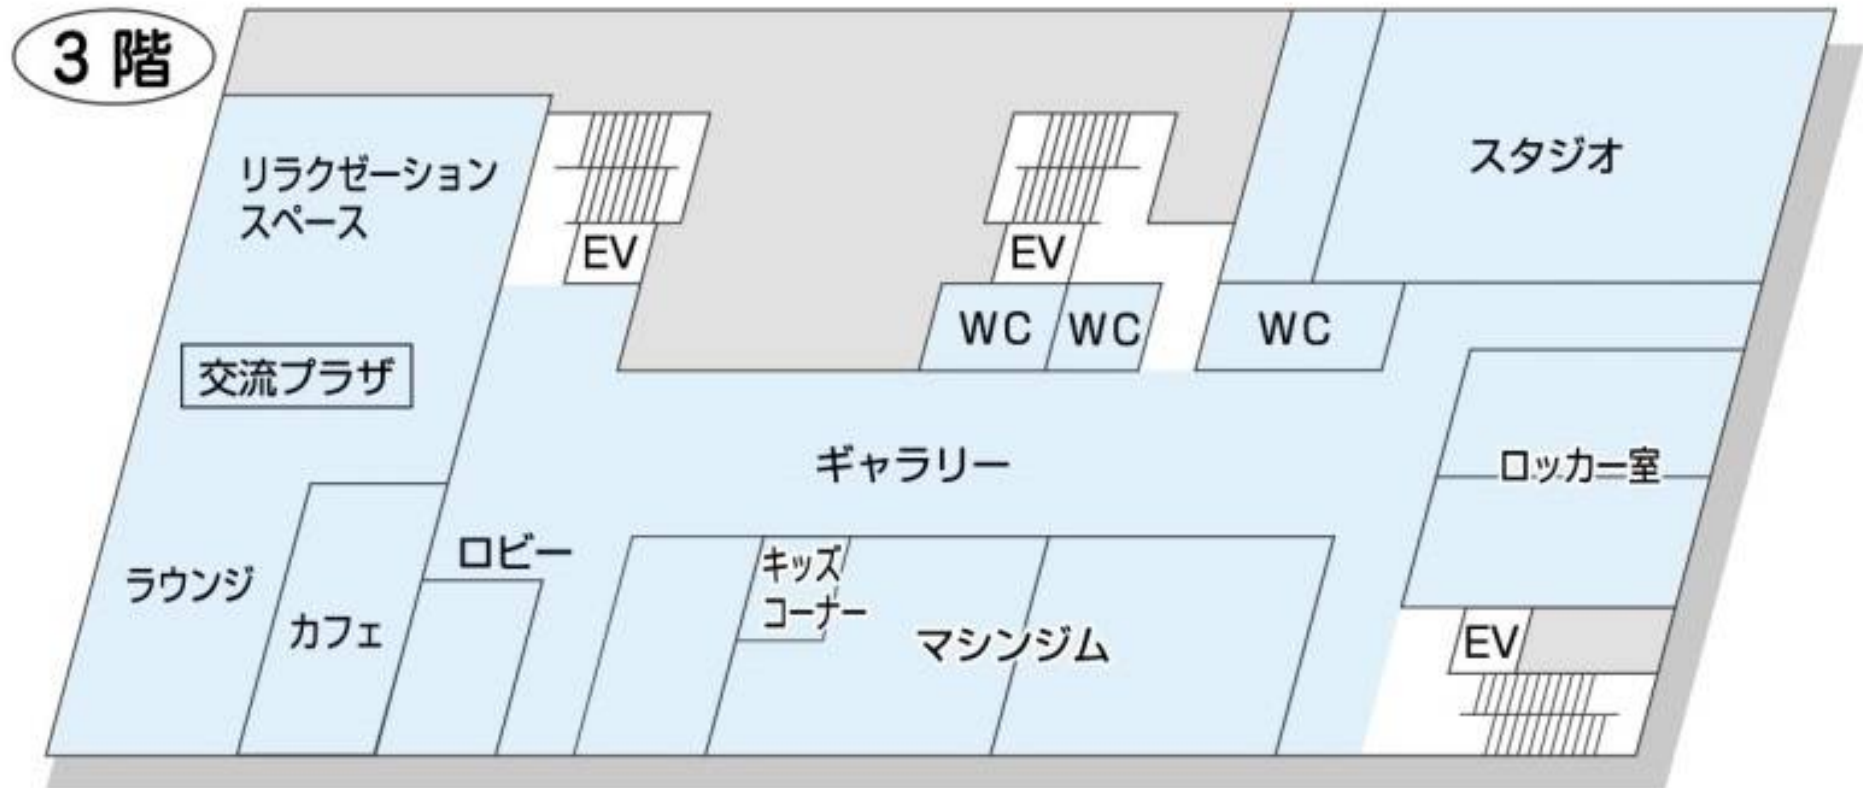 3階
リラクゼーション
スペース
スタジオ
EV
EV
WC
WC
WC
交流プラザ
ギャラリー
ロッカー室
ロビー
キッズ
コーナー
ラウンジ
カフェ
マシンジム
EV